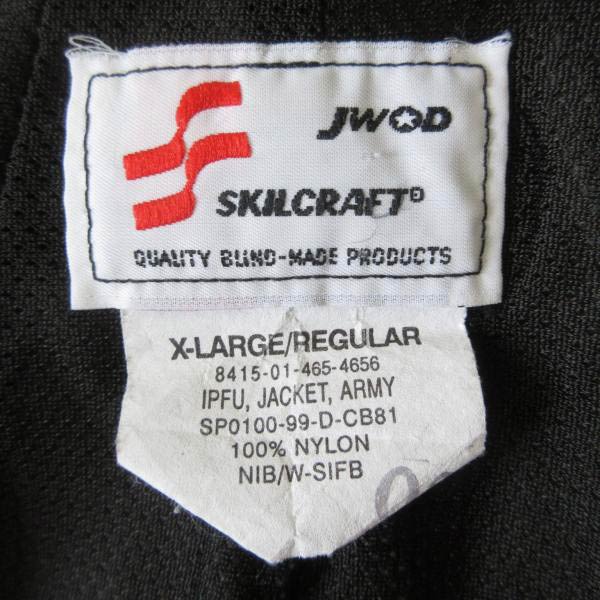 JWOD
SKILCRAFT®
QUALITY BLIND-MADE PRODUCTS
X-LARGE/REGULAR
8415-01-465-4656
IPFU, JACKET, ARMY
SP0100-99-D-CB81
100% NYLON
NIB/W-SIFB